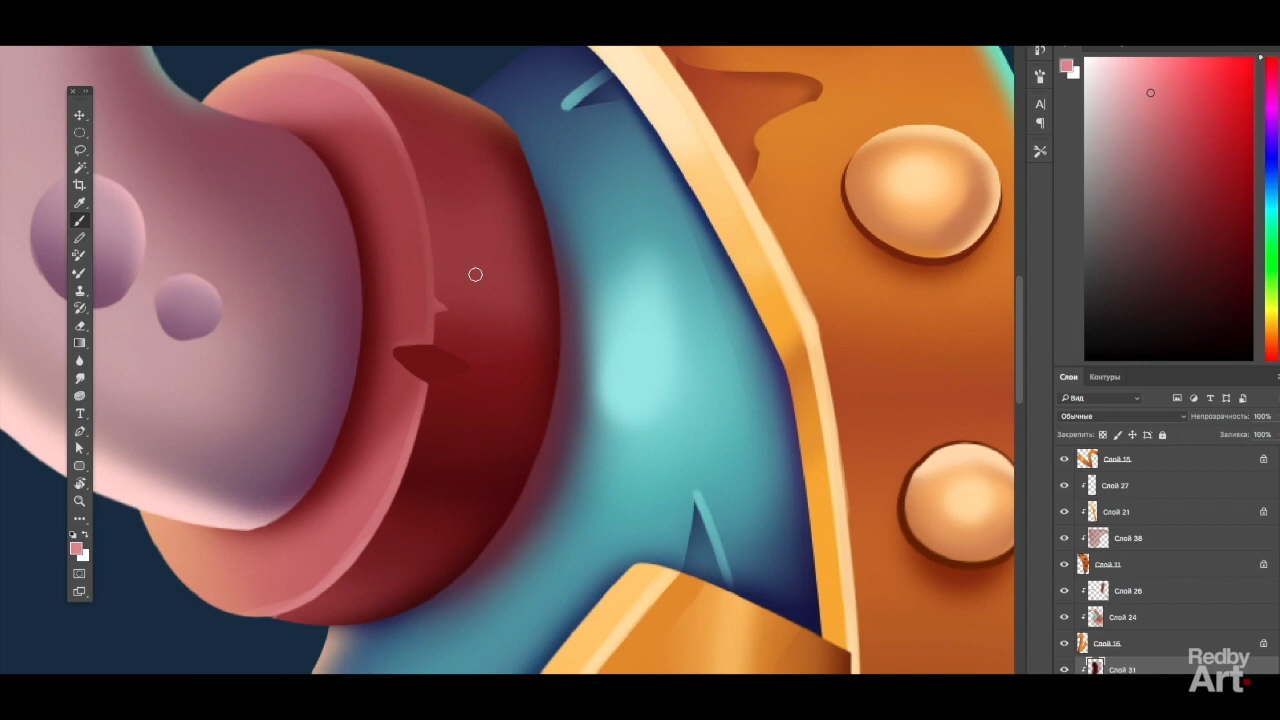 Слои Контуры
Вид
Обычные Непрозрачность: 100%
Закрепить: Заливка: 100%
Слой 15
Слой 27
Слой 21
Слой 38
Слой 11
Слой 26
Слой 24
Слой 16
Слой 31
Redby
Art